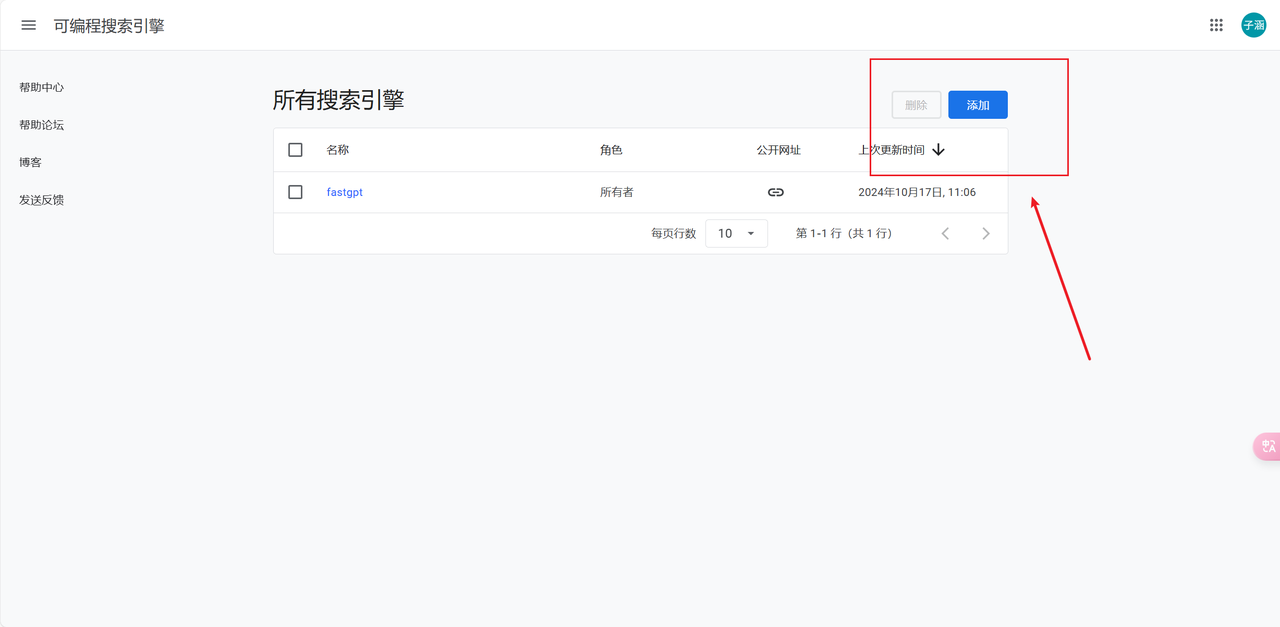 可编程搜索引擎
子涵
帮助中心
帮助论坛
博客
发送反馈
所有搜索引擎
删除
添加
名称
角色
公开网址
上次更新时间
fastgpt
所有者
2024年10月17日, 11:06
每页行数
10
第 1-1 行（共 1 行）